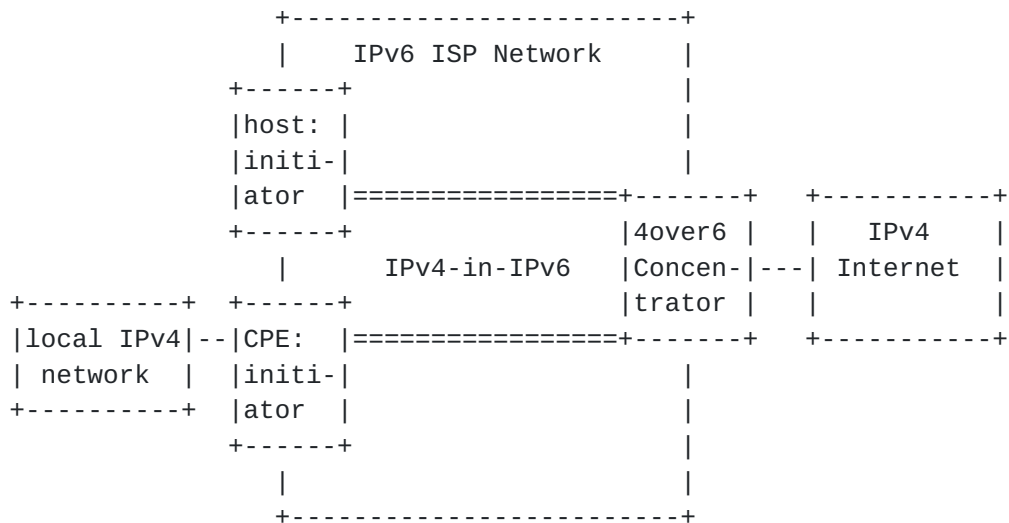 IPv6 ISP Network
host:
initi-
ator
4over6 IPv4
IPv4-in-IPv6 Concen- Internet
trator
local IPv4 CPE:
network initi-
ator